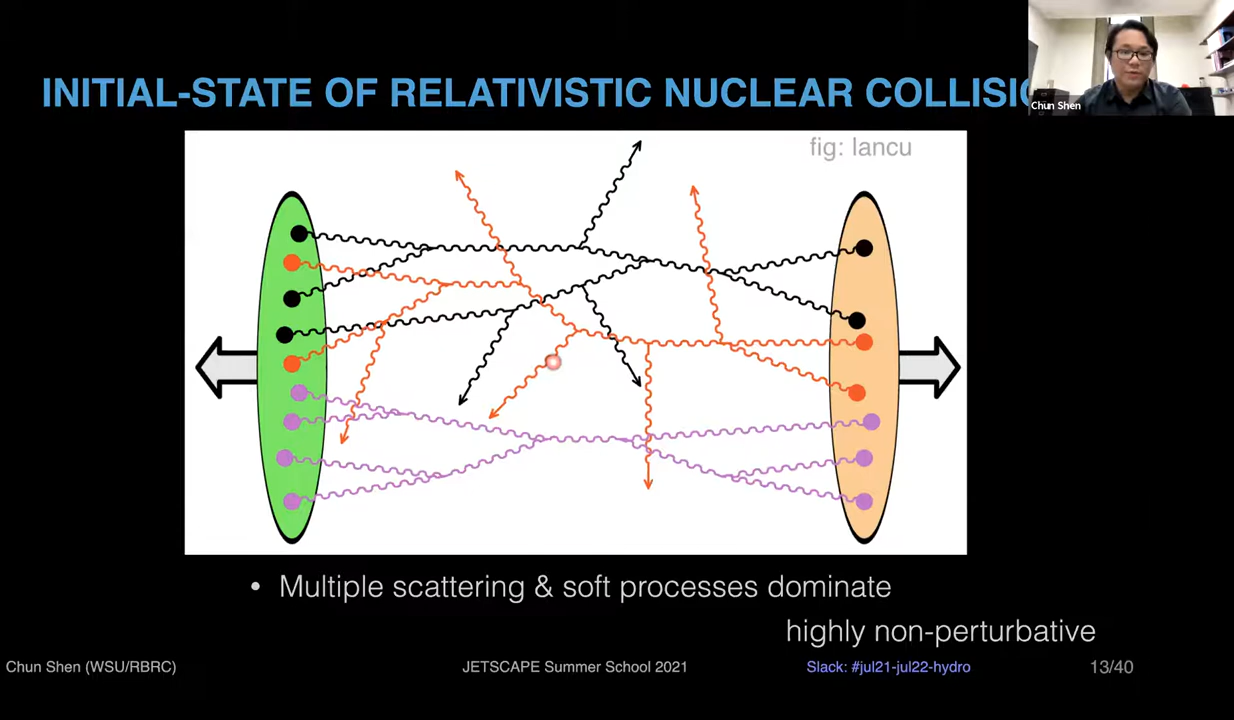 INITIAL-STATE OF RELATIVISTIC NUCLEAR COLLISIO
Chun Shen
fig: Iancu
• Multiple scattering & soft processes dominate
highly non-perturbative
Chun Shen (WSU/RBRC)
JETSCAPE Summer School 2021
Slack: #jul21-jul22-hydro
13/40